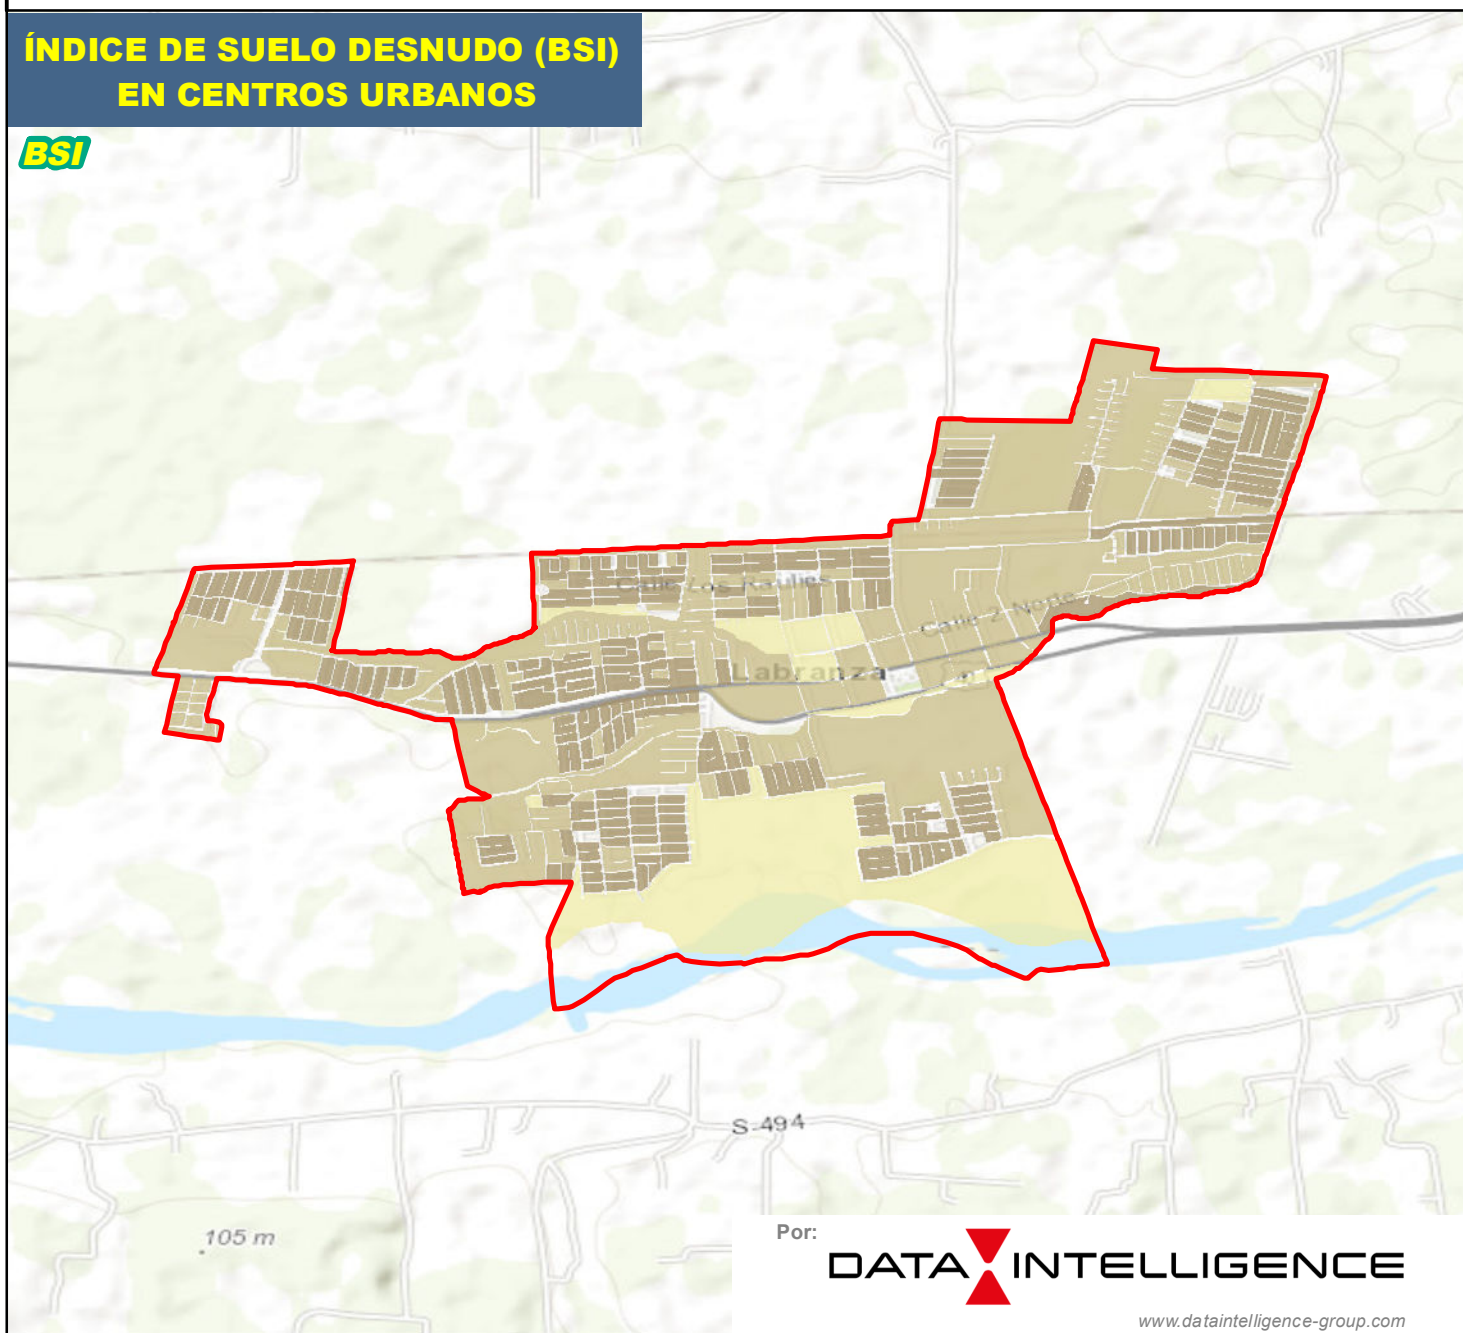 ÍNDICE DE SUELO DESNUDO (BSI)
EN CENTROS URBANOS
BSI
Calle Los Raulíes
Calle 2 Norte
Labranza
S-494
105 m
Por:
DATA INTELLIGENCE
www.dataintelligence-group.com